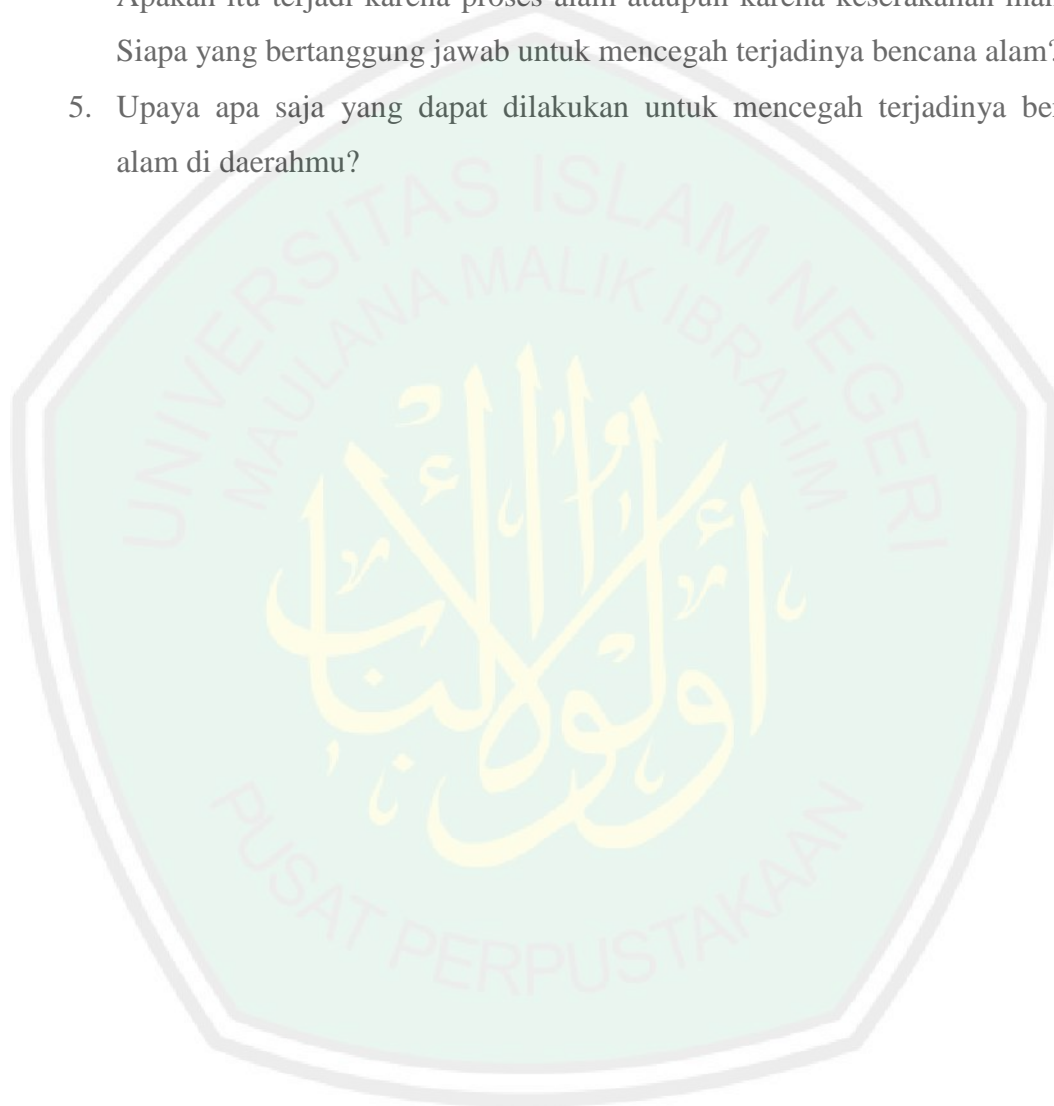 Apakah itu terjadi karena proses alam ataupun karena keserakahan
Siapa yang bertanggung jawab untuk mencegah terjadinya bencana alam?
5. Upaya apa saja yang dapat dilakukan untuk mencegah terjadinya
alam di daerahmu?
UNIVERSITAS ISLAM NEGERI
MAULANA MALIK IBRAHIM
أولوا الألباب
PUSAT PERPUSTAKAAN